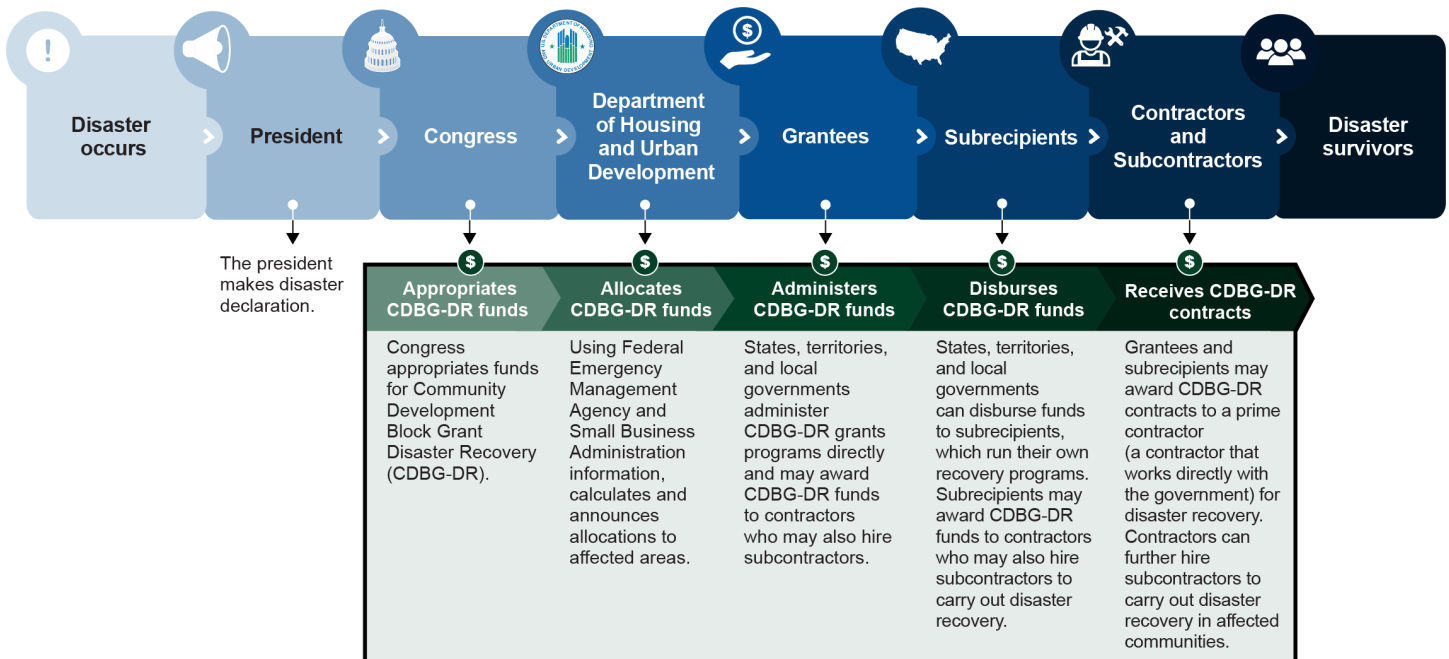 !
$
U.S. DEPARTMENT OF HOUSING
AND URBAN DEVELOPMENT
Disaster
occurs
President
Congress
Department
of Housing
and Urban
Development
Grantees
Subrecipients
Contractors
and
Subcontractors
Disaster
survivors
The president
makes disaster
declaration.
$
Appropriates
CDBG-DR funds
Congress
appropriates funds
for Community
Development
Block Grant
Disaster Recovery
(CDBG-DR).
$
Allocates
CDBG-DR funds
Using Federal
Emergency
Management
Agency and
Small Business
Administration
information,
calculates and
announces
allocations to
affected areas.
$
Administers
CDBG-DR funds
States, territories,
and local
governments
administer
CDBG-DR grants
programs directly
and may award
CDBG-DR funds
to contractors
who may also hire
subcontractors.
$
Disburses
CDBG-DR funds
States, territories,
and local
governments
can disburse funds
to subrecipients,
which run their own
recovery programs.
Subrecipients may
award CDBG-DR
funds to contractors
who may also hire
subcontractors to
carry out disaster
recovery.
$
Receives CDBG-DR
contracts
Grantees and
subrecipients may
award CDBG-DR
contracts to a prime
contractor
(a contractor that
works directly with
the government) for
disaster recovery.
Contractors can
further hire
subcontractors to
carry out disaster
recovery in affected
communities.